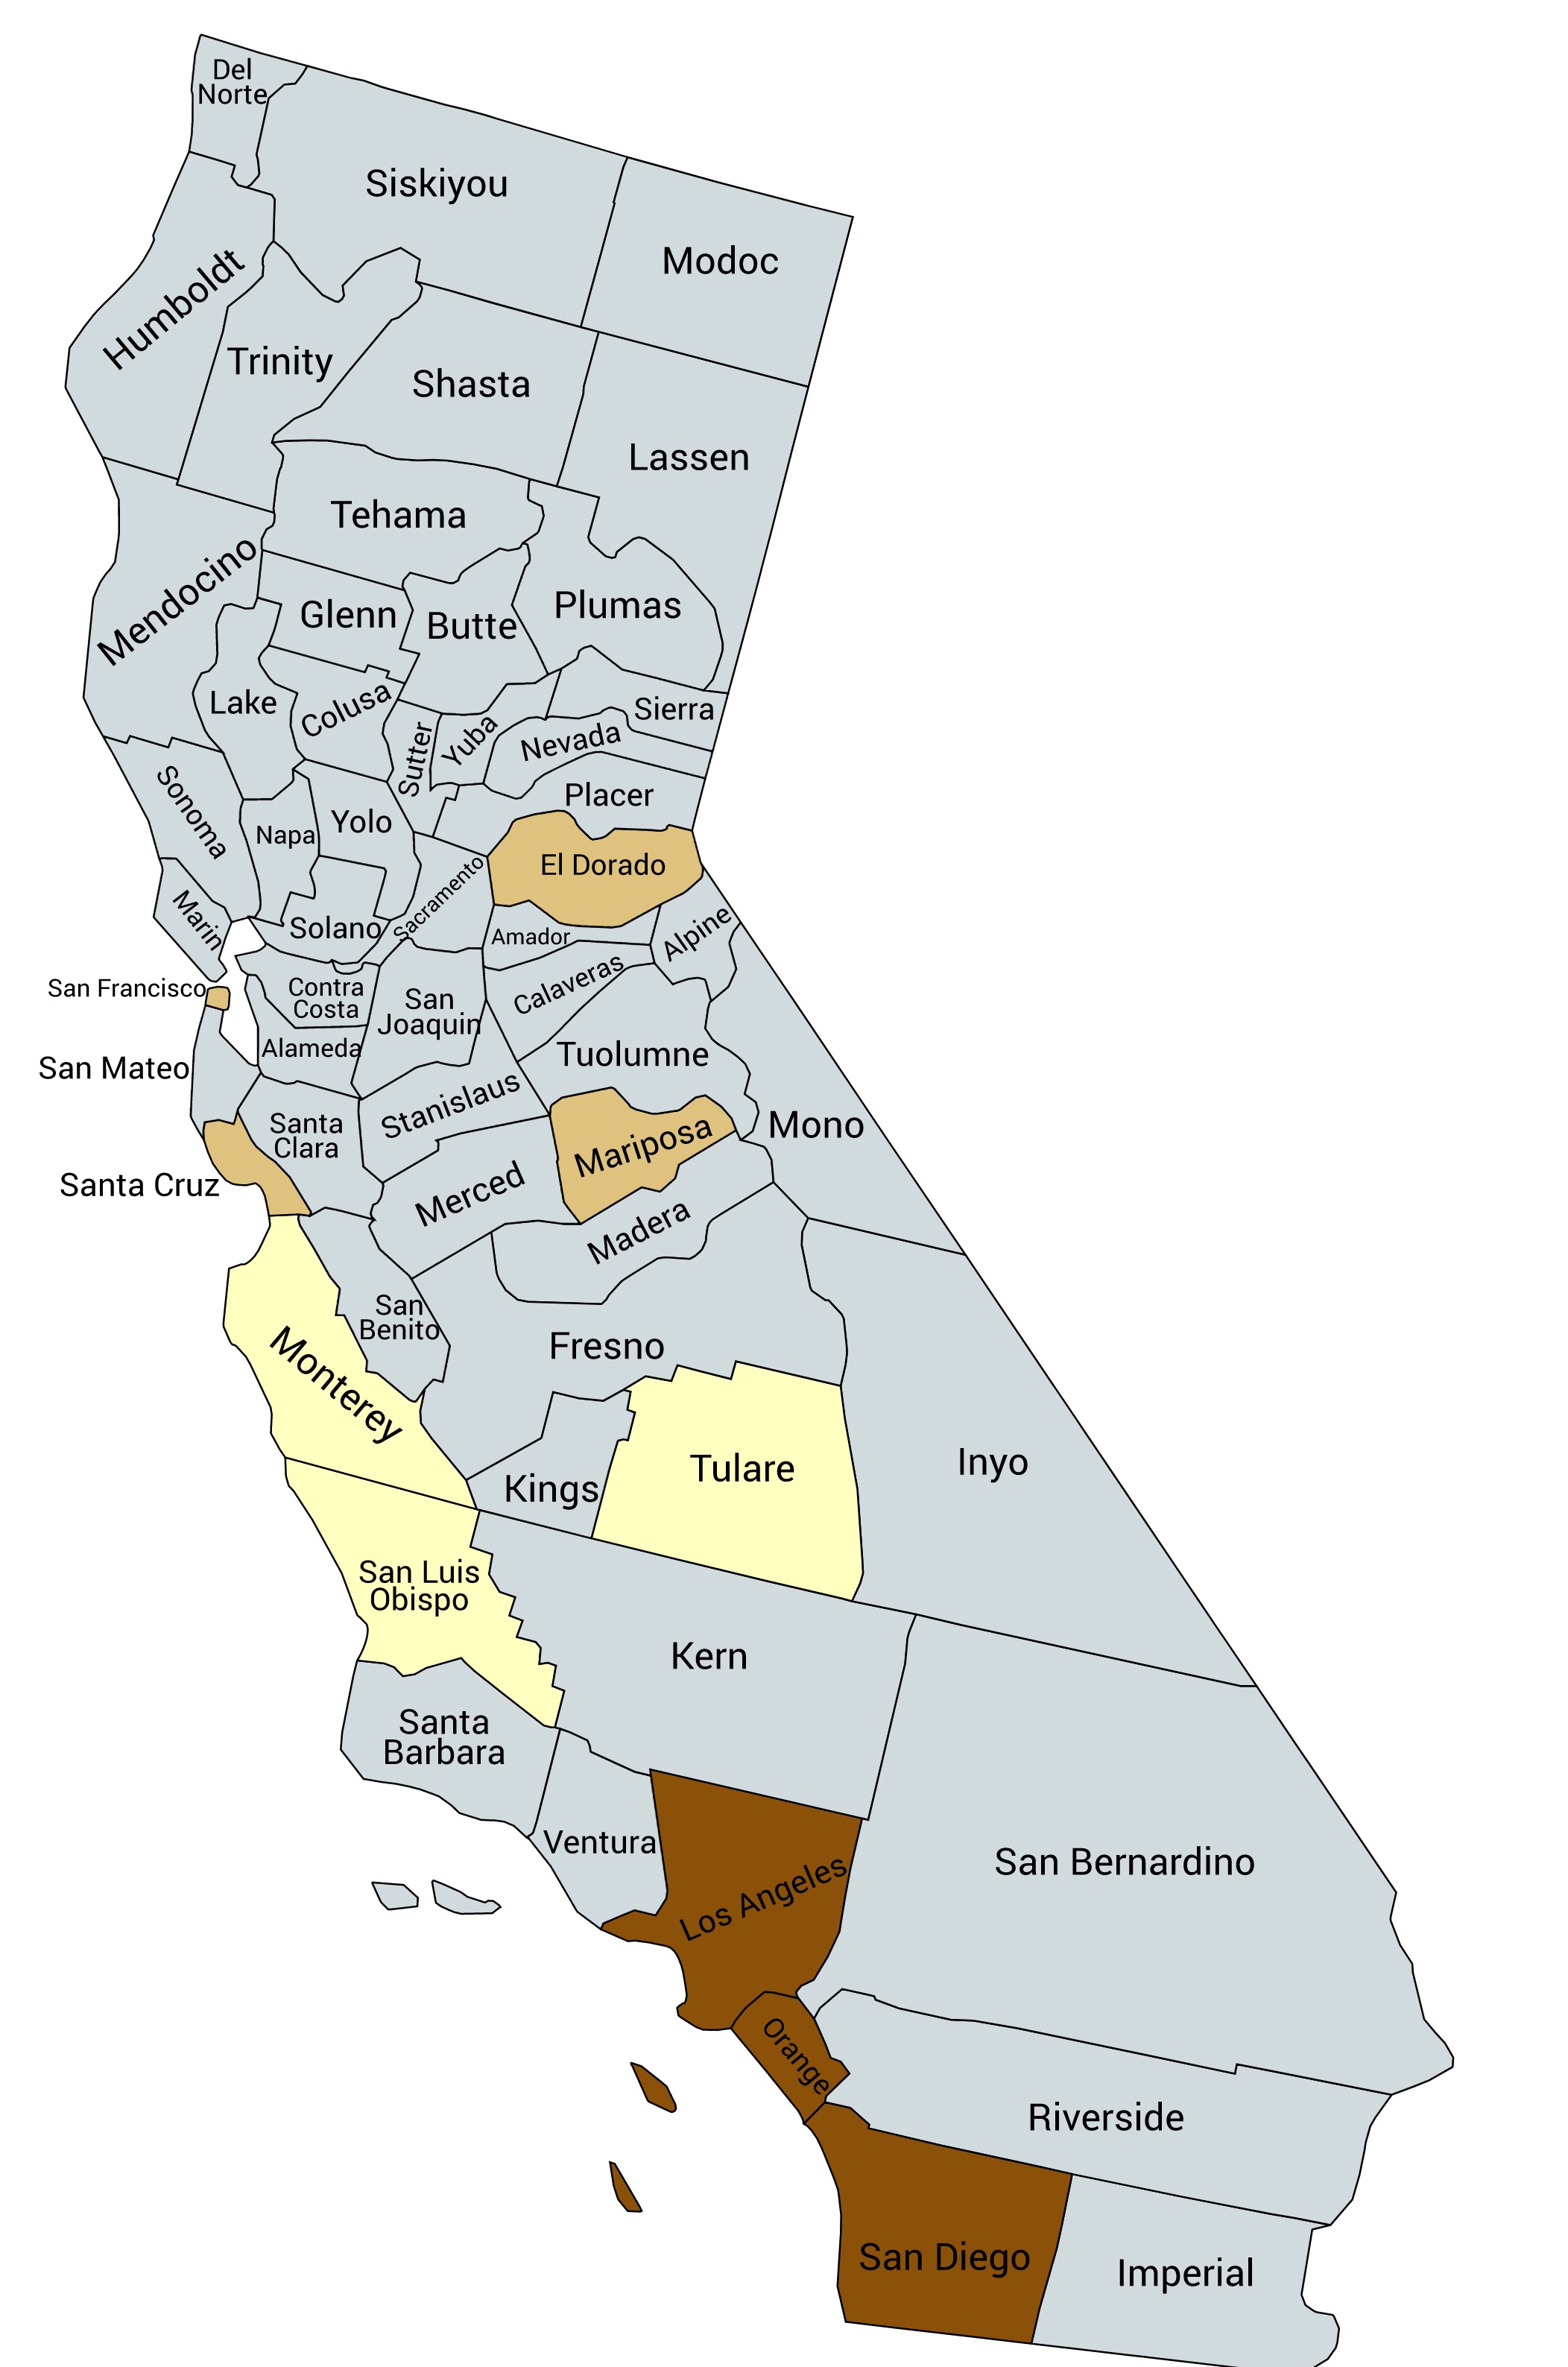 Del
Norte
Siskiyou
Modoc
Humboldt
Trinity
Shasta
Lassen
Tehama
Mendocino
Glenn
Butte
Plumas
Lake
Colusa
Sutter
Yuba
Sierra
Nevada
Placer
Sonoma
Napa
Yolo
El Dorado
Sacramento
Marin
Solano
Amador
Alpine
San Francisco
Contra
Costa
San
Joaquin
Calaveras
Alameda
Tuolumne
San Mateo
Stanislaus
Santa
Clara
Mariposa
Mono
Santa Cruz
Merced
Madera
San
Benito
Fresno
Monterey
Kings
Tulare
Inyo
San Luis
Obispo
Kern
Santa
Barbara
Ventura
Los Angeles
San Bernardino
Orange
Riverside
San Diego
Imperial